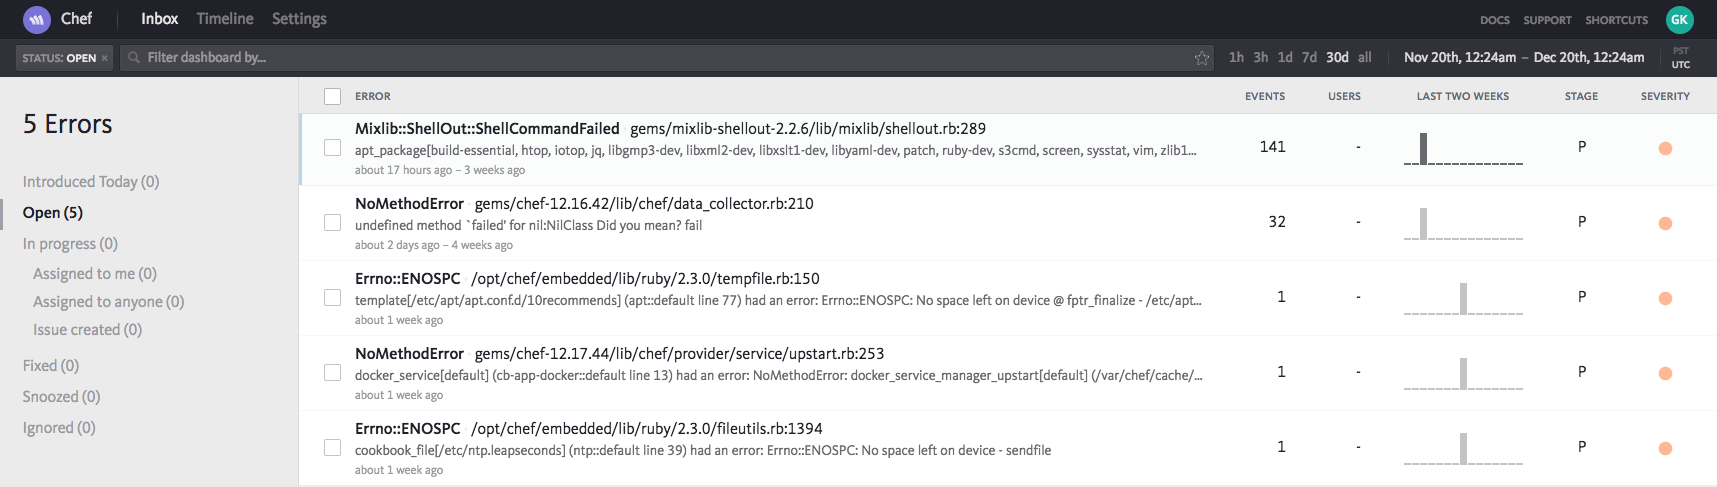 Chef Inbox Timeline Settings DOCS SUPPORT SHORTCUTS GK
STATUS: OPEN × Filter dashboard by... 1h 3h 1d 7d 30d all Nov 20th, 12:24am – Dec 20th, 12:24am PST
UTC
5 Errors
Introduced Today (0)
Open (5)
In progress (0)
Assigned to me (0)
Assigned to anyone (0)
Issue created (0)
Fixed (0)
Snoozed (0)
Ignored (0)
ERROR EVENTS USERS LAST TWO WEEKS STAGE SEVERITY
Mixlib::ShellOut::ShellCommandFailed · gems/mixlib-shellout-2.2.6/lib/mixlib/shellout.rb:289
apt_package[build-essential, htop, iotop, jq, libgmp3-dev, libxml2-dev, libxslt1-dev, libyaml-dev, patch, ruby-dev, s3cmd, screen, sysstat, vim, zlib1... 141 - P
about 17 hours ago – 3 weeks ago
NoMethodError · gems/chef-12.16.42/lib/chef/data_collector.rb:210
undefined method `failed' for nil:NilClass Did you mean? fail 32 - P
about 2 days ago – 4 weeks ago
Errno::ENOSPC · /opt/chef/embedded/lib/ruby/2.3.0/tempfile.rb:150
template[/etc/apt/apt.conf.d/10recommends] (apt::default line 77) had an error: Errno::ENOSPC: No space left on device @ fptr_finalize - /etc/apt... 1 - P
about 1 week ago
NoMethodError · gems/chef-12.17.44/lib/chef/provider/service/upstart.rb:253
docker_service[default] (cb-app-docker::default line 13) had an error: NoMethodError: docker_service_manager_upstart[default] (/var/chef/cache/... 1 - P
about 1 week ago
Errno::ENOSPC · /opt/chef/embedded/lib/ruby/2.3.0/fileutils.rb:1394
cookbook_file[/etc/ntp.leapseconds] (ntp::default line 39) had an error: Errno::ENOSPC: No space left on device - sendfile 1 - P
about 1 week ago